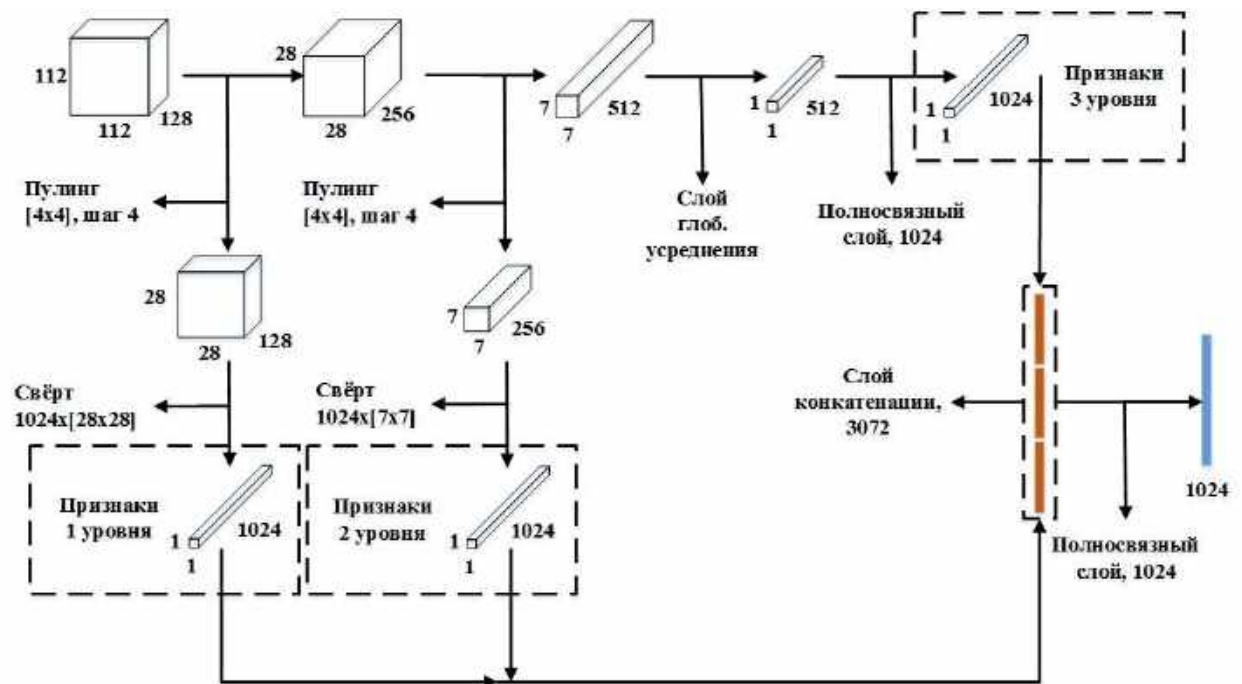 112
112
128
28
28
256
7
7
512
1
1
512
1
1
1024
Признаки
3 уровня
Пулинг
[4x4], шаг 4
Пулинг
[4x4], шаг 4
Слой
глоб.
усреднения
Полносвязный
слой, 1024
28
28
128
7
7
256
Свёрт
1024x[28x28]
Свёрт
1024x[7x7]
Слой
конкатенации,
3072
1024
Признаки
1 уровня
1
1
1024
Признаки
2 уровня
1
1
1024
Полносвязный
слой, 1024